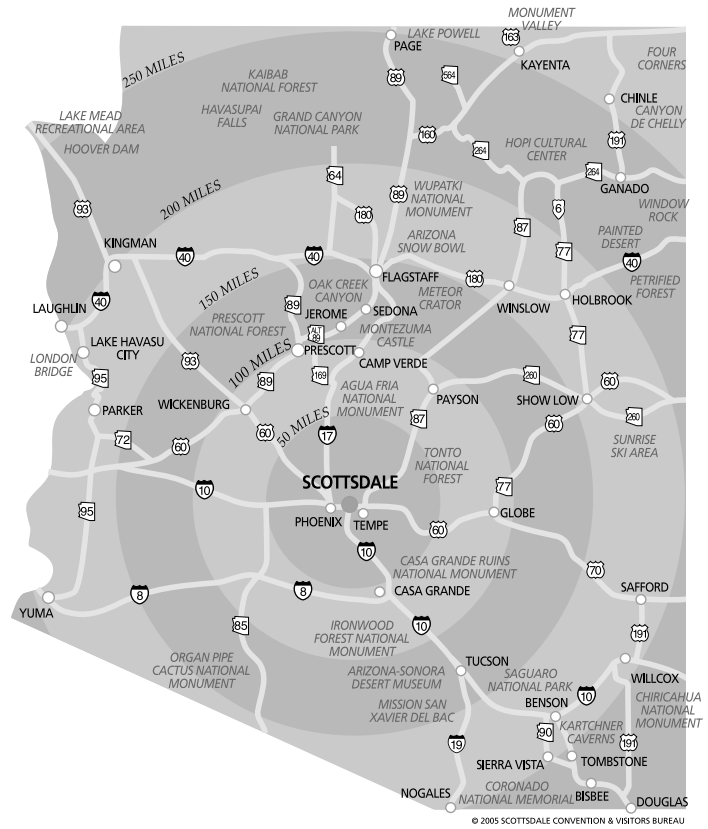 MONUMENT
VALLEY
LAKE POWELL
163
PAGE
KAYENTA
250 MILES
FOUR
CORNERS
KAIBAB
NATIONAL FOREST
89
564
CHINLE
LAKE MEAD
RECREATIONAL AREA
HAVASUPAI
FALLS
GRAND CANYON
NATIONAL PARK
CANYON
DE CHELLY
160
HOOVER DAM
264
HOPI CULTURAL
CENTER
191
264
64
GANADO
200 MILES
89
WUPATKI
NATIONAL
MONUMENT
93
180
6
WINDOW
ROCK
87
KINGMAN
ARIZONA
SNOW BOWL
PAINTED
DESERT
40
40
77
40
FLAGSTAFF
150 MILES
OAK CREEK
CANYON
METEOR
CRATOR
180
PETRIFIED
FOREST
40
LAUGHLIN
89
JEROME
SEDONA
WINSLOW
HOLBROOK
PRESCOTT
NATIONAL FOREST
ALT
89
MONTEZUMA
CASTLE
77
LAKE HAVASU
CITY
PRESCOTT
CAMP VERDE
LONDON
BRIDGE
93
100 MILES
95
89
169
260
60
AGUA FRIA
NATIONAL
MONUMENT
PAYSON
SHOW LOW
PARKER
WICKENBURG
87
260
50 MILES
60
72
60
17
60
SUNRISE
SKI AREA
TONTO
NATIONAL
FOREST
SCOTTSDALE
77
10
95
PHOENIX
TEMPE
GLOBE
60
10
CASA GRANDE RUINS
NATIONAL MONUMENT
70
8
8
CASA GRANDE
SAFFORD
YUMA
85
IRONWOOD
FOREST NATIONAL
MONUMENT
10
191
ORGAN PIPE
CACTUS NATIONAL
MONUMENT
TUCSON
ARIZONA-SONORA
DESERT MUSEUM
SAGUARO
NATIONAL PARK
WILLCOX
10
BENSON
CHIRICAHUA
NATIONAL
MONUMENT
MISSION SAN
XAVIER DEL BAC
90
KARTCHNER
CAVERNS
19
191
SIERRA VISTA
TOMBSTONE
CORONADO
NATIONAL MEMORIAL
NOGALES
BISBEE
DOUGLAS
© 2005 SCOTTSDALE CONVENTION & VISITORS BUREAU